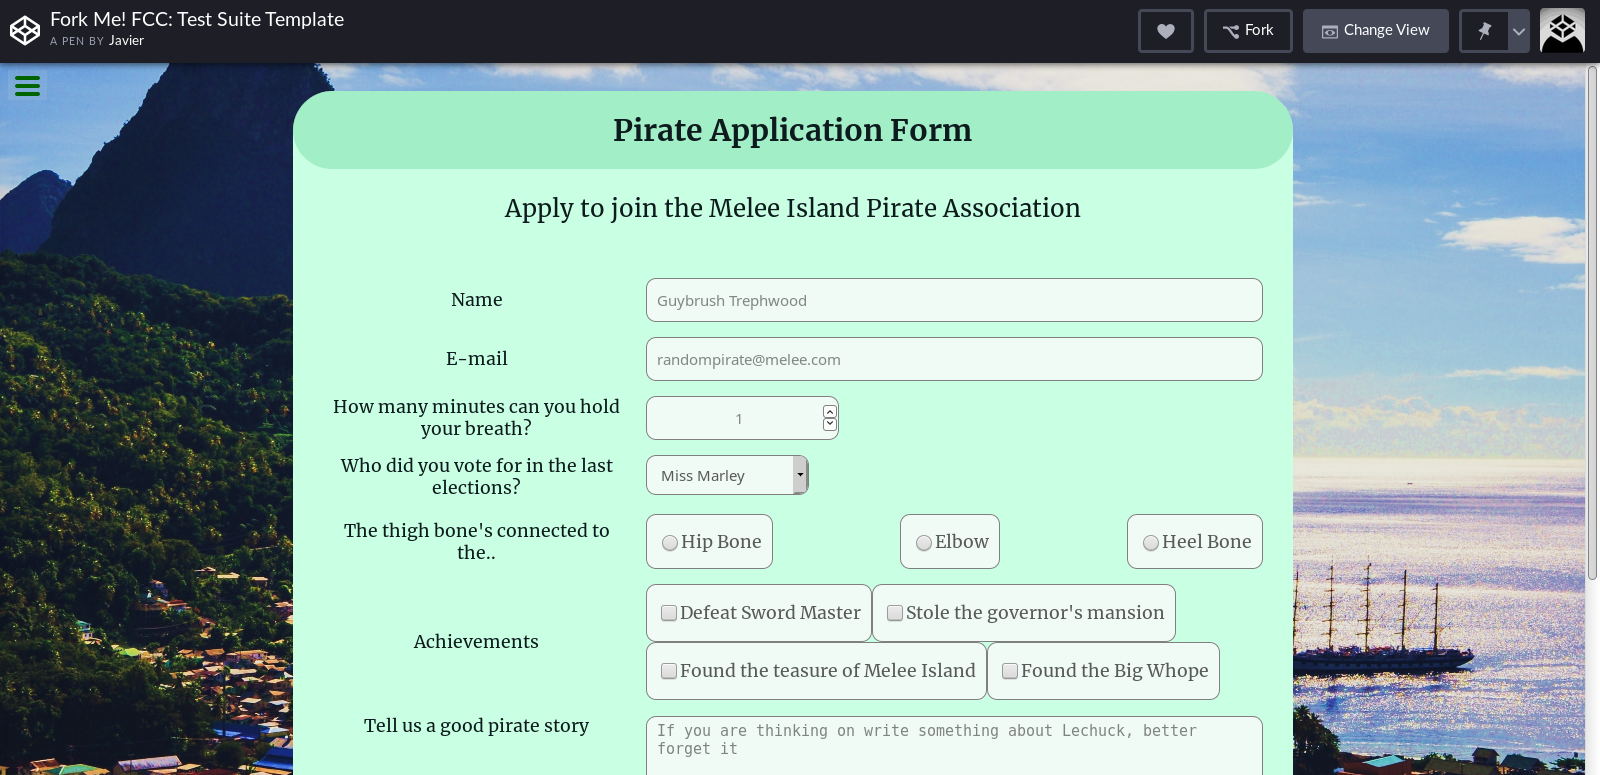 Fork Me! FCC: Test Suite Template
A PEN BY Javier
Fork
Change View
Pirate Application Form
Apply to join the Melee Island Pirate Association
Name
Guybrush Trephwood
E-mail
randompirate@melee.com
How many minutes can you hold
your breath?
1
Who did you vote for in the last
elections?
Miss Marley
The thigh bone's connected to
the..
Hip Bone
Elbow
Heel Bone
Achievements
Defeat Sword Master
Stole the governor's mansion
Found the teasure of Melee Island
Found the Big Whope
Tell us a good pirate story
If you are thinking on write something about Lechuck, better
forget it